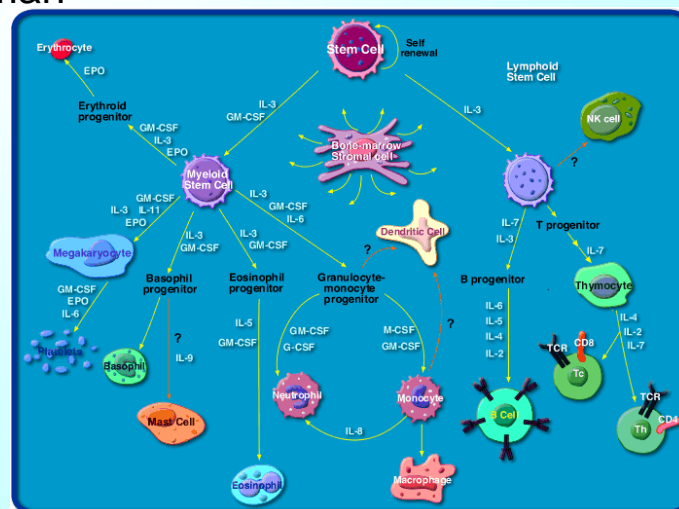 Erythrocyte
EPO
Erythroid
progenitor
GM-CSF
IL-3
EPO
Stem Cell
Self
renewal
IL-3
GM-CSF
Lymphoid
Stem Cell
IL-3
NK cell
?
Bone-marrow
Stromal cell
Myeloid
Stem Cell
GM-CSF
IL-3 IL-11
EPO
IL-3
GM-CSF
IL-6
Megakaryocyte
GM-CSF
EPO
IL-6
Platelets
IL-3
GM-CSF
Basophil
progenitor
?
IL-9
Basophil
Mast Cell
IL-3
GM-CSF
Eosinophil
progenitor
IL-5
GM-CSF
Eosinophil
Granulocyte-
monocyte
progenitor
?
Dendritic Cell
?
GM-CSF
G-CSF
M-CSF
GM-CSF
Neutrophil
Monocyte
IL-8
Macrophage
IL-7
IL-3
T progenitor
IL-7
B progenitor
IL-6
IL-5
IL-4
IL-2
B Cel
Thymocyte
IL-4
IL-2
IL-7
TCR
CD8
Tc
TCR
CD4
Th